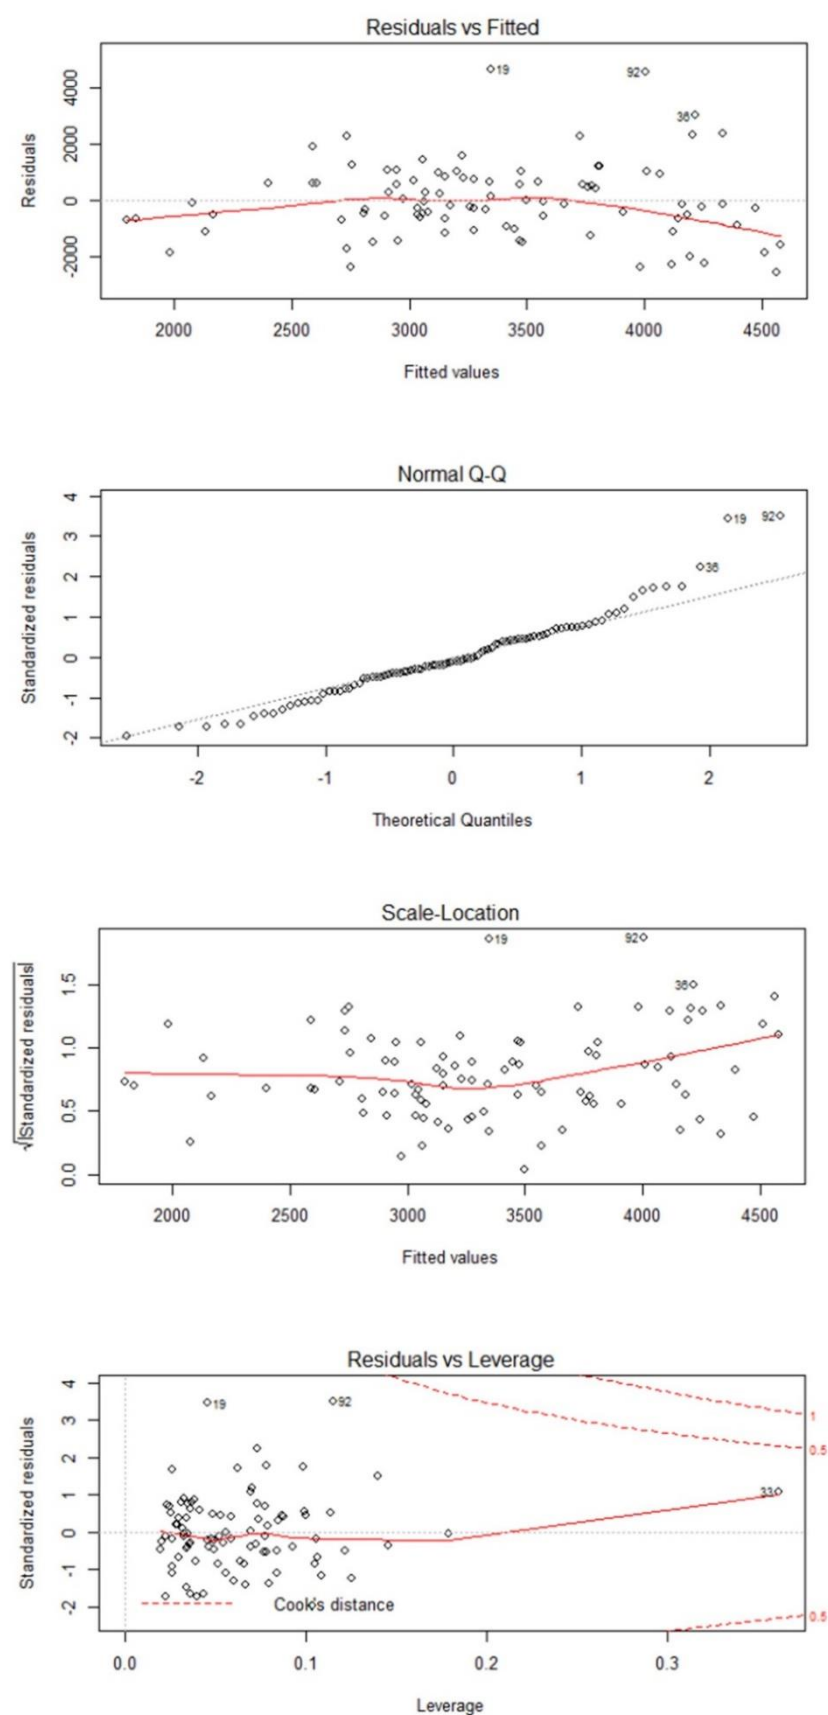 Residuals vs Fitted
Residuals
4000
2000
0
-2000
19
92
36
2000 2500 3000 3500 4000 4500
Fitted values
Normal Q-Q
Standardized residuals
4
3
2
1
0
-1
-2
19
92
36
-2 -1 0 1 2
Theoretical Quantiles
Scale-Location
√|Standardized residuals|
1.5
1.0
0.5
0.0
19
92
36
2000 2500 3000 3500 4000 4500
Fitted values
Residuals vs Leverage
Standardized residuals
4
3
2
1
0
-1
-2
19
92
33
1
0.5
0.5
Cook's distance
0.0 0.1 0.2 0.3
Leverage